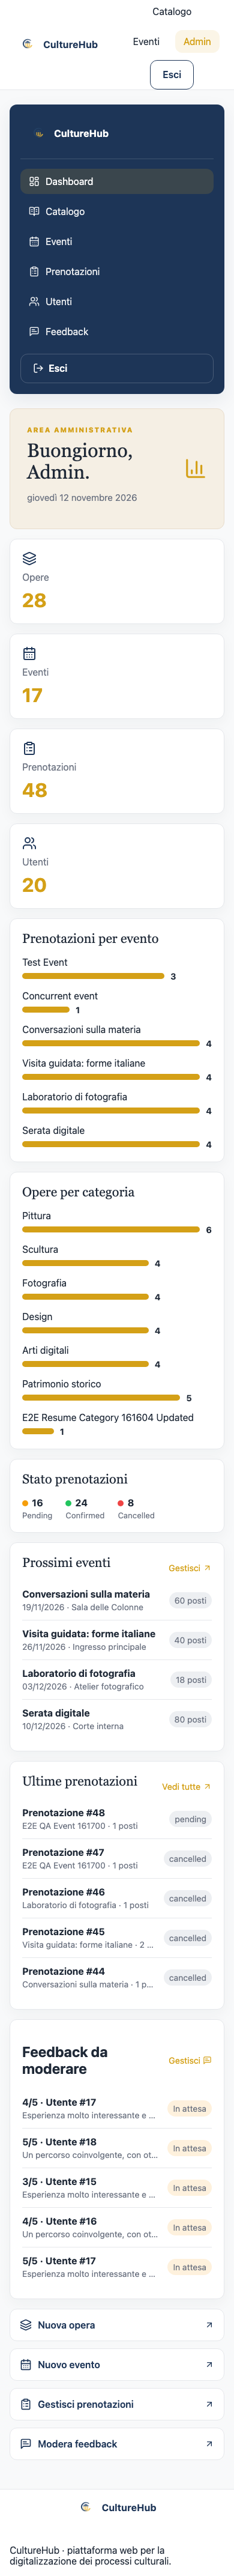 Catalogo
CultureHub
Eventi
Admin
Esci
CultureHub
Dashboard
Catalogo
Eventi
Prenotazioni
Utenti
Feedback
Esci
AREA AMMINISTRATIVA
Buongiorno,
Admin.
giovedì 12 novembre 2026
Opere
28
Eventi
17
Prenotazioni
48
Utenti
20
Prenotazioni per evento
Test Event
3
Concurrent event
1
Conversazioni sulla materia
4
Visita guidata: forme italiane
4
Laboratorio di fotografia
4
Serata digitale
4
Opere per categoria
Pittura
6
Scultura
4
Fotografia
4
Design
4
Arti digitali
4
Patrimonio storico
5
E2E Resume Category 161604 Updated
1
Stato prenotazioni
16 24 8
Pending Confirmed Cancelled
Prossimi eventi
Gestisci
Conversazioni sulla materia
19/11/2026 · Sala delle Colonne
60 posti
Visita guidata: forme italiane
26/11/2026 · Ingresso principale
40 posti
Laboratorio di fotografia
03/12/2026 · Atelier fotografico
18 posti
Serata digitale
10/12/2026 · Corte interna
80 posti
Ultime prenotazioni
Vedi tutte
Prenotazione #48
E2E QA Event 161700 · 1 posti
pending
Prenotazione #47
E2E QA Event 161700 · 1 posti
cancelled
Prenotazione #46
Laboratorio di fotografia · 1 posti
cancelled
Prenotazione #45
Visita guidata: forme italiane · 2 ...
cancelled
Prenotazione #44
Conversazioni sulla materia · 1 p...
cancelled
Feedback da
moderare
Gestisci
4/5 · Utente #17
Esperienza molto interessante e ...
In attesa
5/5 · Utente #18
Un percorso coinvolgente, con ot...
In attesa
3/5 · Utente #15
Esperienza molto interessante e ...
In attesa
4/5 · Utente #16
Un percorso coinvolgente, con ot...
In attesa
5/5 · Utente #17
Esperienza molto interessante e ...
In attesa
Nuova opera
Nuovo evento
Gestisci prenotazioni
Modera feedback
CultureHub
CultureHub · piattaforma web per la
digitalizzazione dei processi culturali.